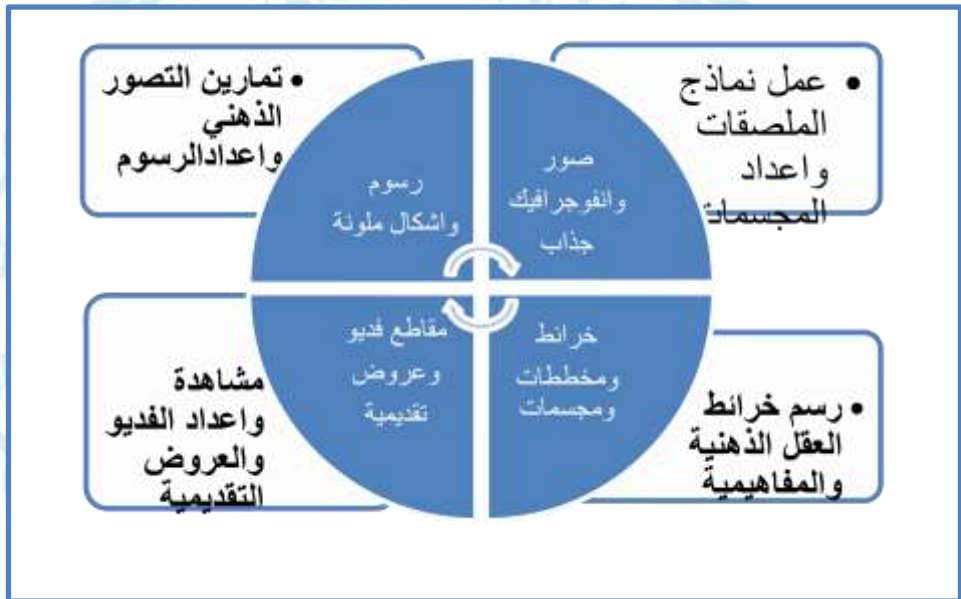 • عمل نماذج
الملصقات
واعداد
المجسمات
• تمارين التصور
الذهني
واعدادالرسوم
صور
وانفوجرافيك
جذاب
رسوم
واشكال ملونة
خرائط
ومخططات
ومجسمات
مقاطع فديو
وعروض
تقديمية
• رسم خرائط
العقل الذهنية
والمفاهيمية
مشاهدة
واعداد الفديو
والعروض
التقديمية